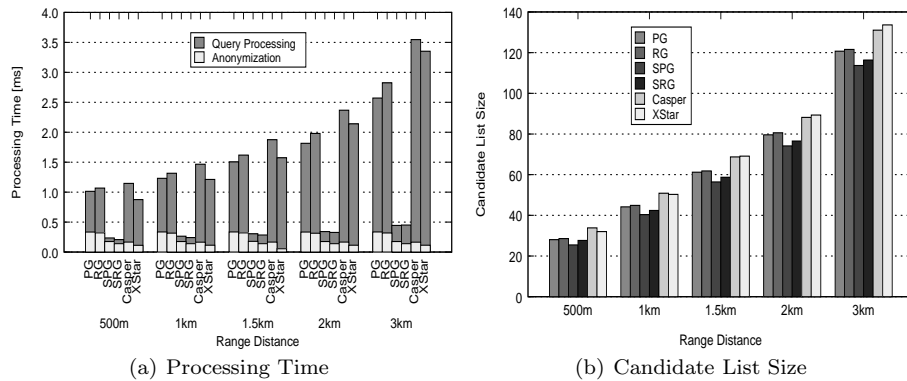 4.0
3.5
3.0
2.5
2.0
1.5
1.0
0.5
0.0
Processing Time [ms]
Query Processing
Anonymization
PG
RG
SPG
SRG
Casper
XStar
PG
RG
SPG
SRG
Casper
XStar
PG
RG
SPG
SRG
Casper
XStar
PG
RG
SPG
SRG
Casper
XStar
PG
RG
SPG
SRG
Casper
XStar
500m 1km 1.5km 2km 3km
Range Distance
(a) Processing Time
140
120
100
80
60
40
20
0
Candidate List Size
PG
RG
SPG
SRG
Casper
XStar
500m 1km 1.5km 2km 3km
Range Distance
(b) Candidate List Size